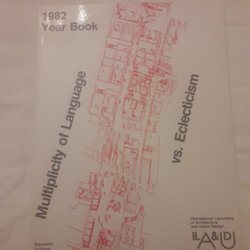 1982
Year Book
Multiplicity of Language
vs. Eclecticism
International Laboratory
of Architecture
and Urban Design
ILA&UD